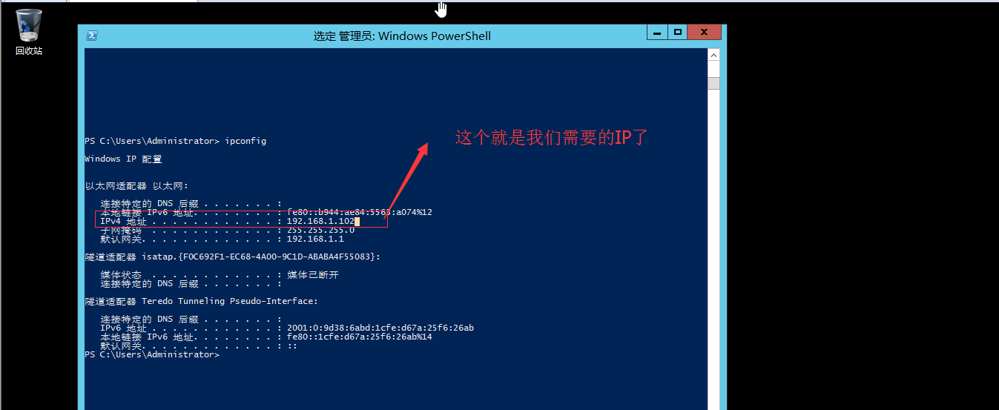 回收站
选定 管理员: Windows PowerShell
PS C:\Users\Administrator> ipconfig
这个就是我们需要的IP了
Windows IP 配置
以太网适配器 以太网:
连接特定的 DNS 后缀 . . . . . . . :
本地链接 IPv6 地址. . . . . . . . : fe80::b944:ae84:5563:a074%12
IPv4 地址 . . . . . . . . . . . . : 192.168.1.102
子网掩码 . . . . . . . . . . . . : 255.255.255.0
默认网关. . . . . . . . . . . . . : 192.168.1.1
隧道适配器 isatap.{F0C692F1-EC68-4A00-9C1D-ABABA4F55083}:
媒体状态 . . . . . . . . . . . . : 媒体已断开
连接特定的 DNS 后缀 . . . . . . . :
隧道适配器 Teredo Tunneling Pseudo-Interface:
连接特定的 DNS 后缀 . . . . . . . :
IPv6 地址 . . . . . . . . . . . . : 2001:0:9d38:6abd:1cfe:d67a:25f6:26ab
本地链接 IPv6 地址. . . . . . . . : fe80::1cfe:d67a:25f6:26ab%14
默认网关. . . . . . . . . . . . . : ::
PS C:\Users\Administrator>